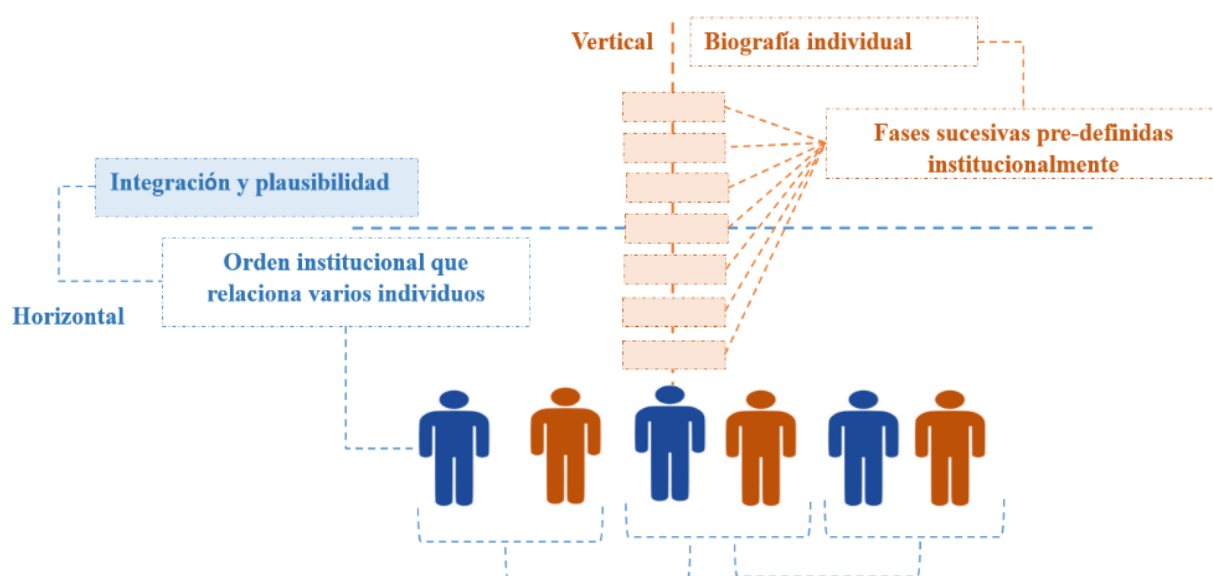 Vertical
Biografía individual
Fases sucesivas pre-definidas
institucionalmente
Integración y plausibilidad
Orden institucional que
relaciona varios individuos
Horizontal